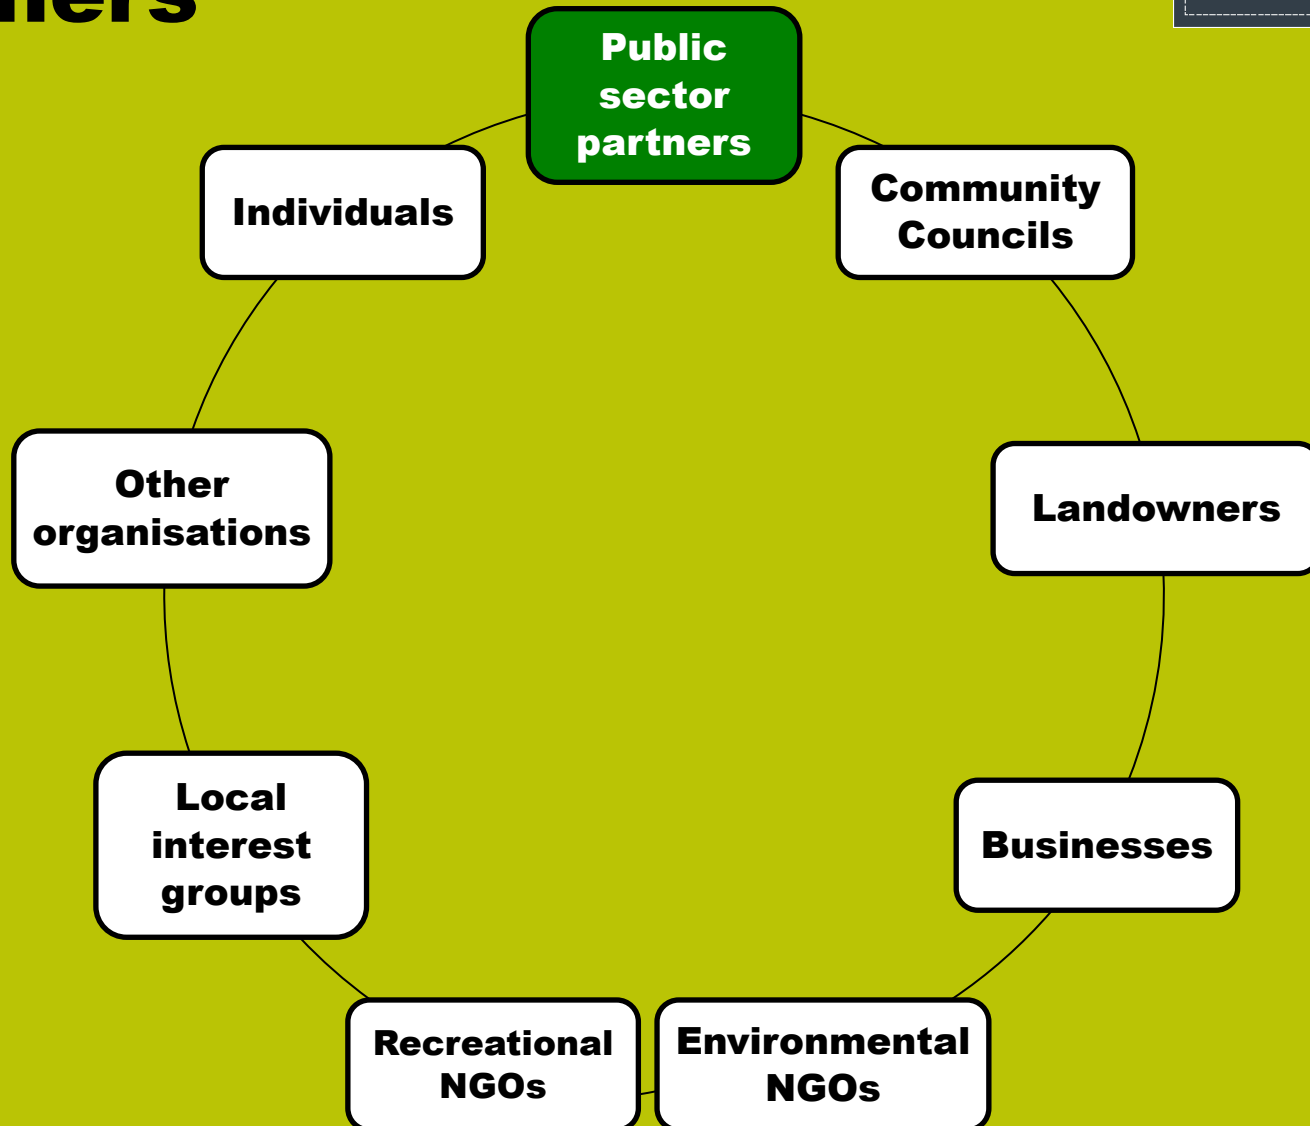 Public
sector
partners
Community
Councils
Landowners
Businesses
Environmental
NGOs
Recreational
NGOs
Local
interest
groups
Other
organisations
Individuals